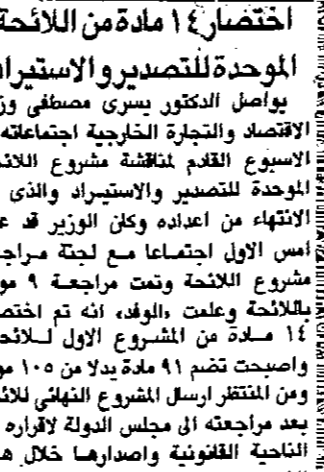 اختصار ١٤ مادة من اللائحة
الموحدة للتصدير والاستيراد
يواصل الدكتور يسرى مصطفى وز
الاقتصاد والتجارة الخارجية اجتماعاته
الاسبوع القادم لمناقشة مشروع اللائ
الموحدة للتصدير والاستيراد والذى
الانتهاء من اعداده وكان الوزير قد ع
امس الاول اجتماعا مع لجنة مراج
مشروع اللائحة وتمت مراجعة ٩ مو
باللائحة وعلمت «الوفد» انه تم اختص
١٤ مادة من المشروع الاول للائح
واصبحت تضم ٩١ مادة بدلا من ١٠٥ مو
ومن المنتظر ارسال المشروع النهائى للائ
بعد مراجعته الى مجلس الدولة لاقراره
الناحية القانونية واصدارها خلال ه